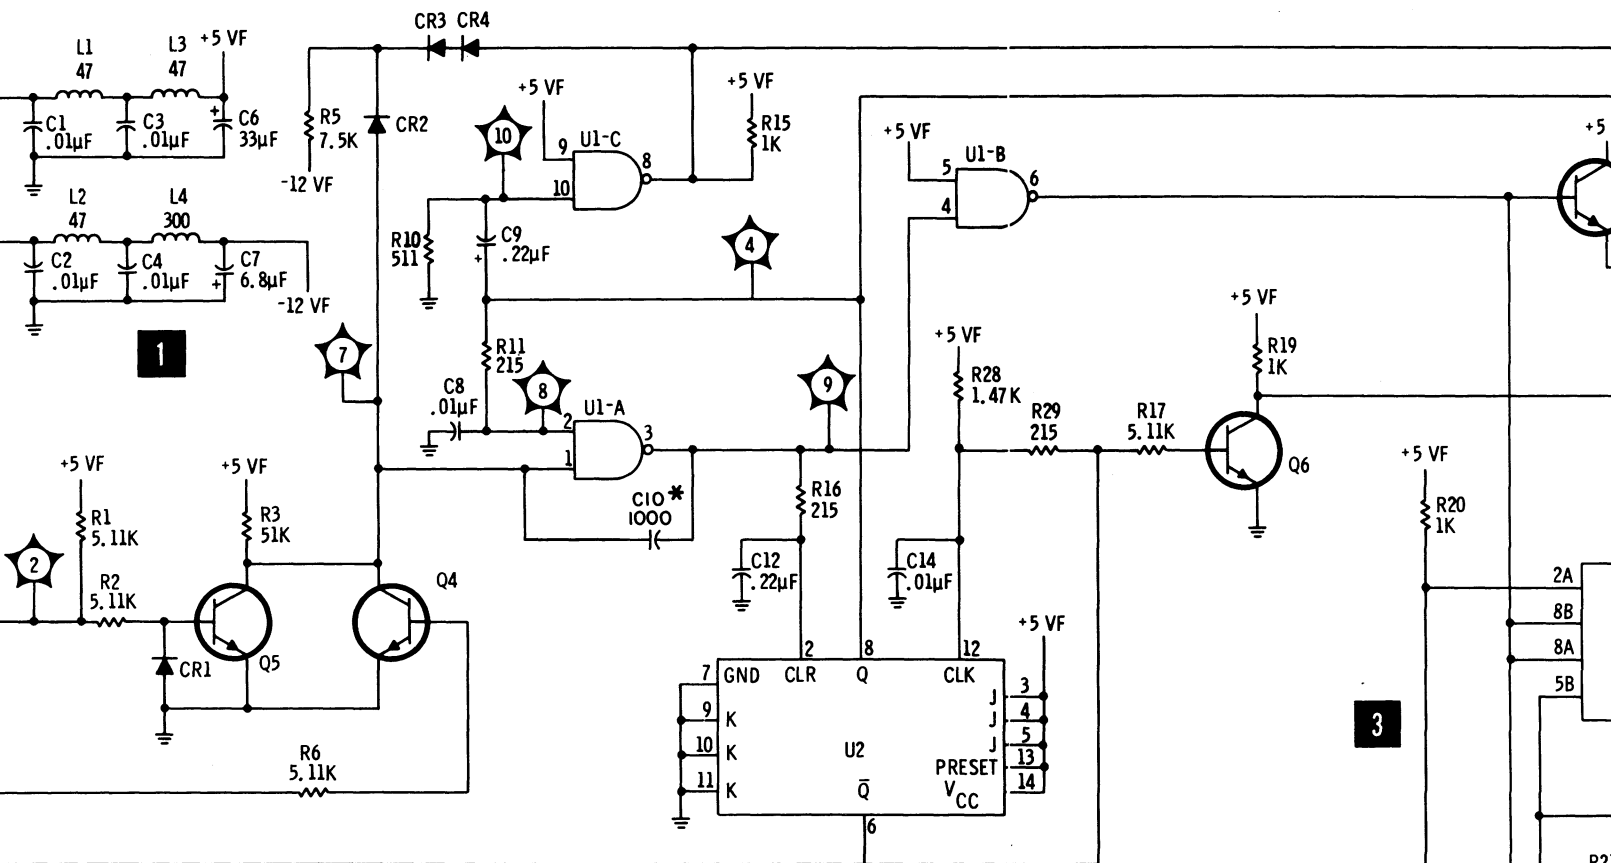 CR3 CR4
L1
47
L3
47
+5 VF
C1
.01µF
C3
.01µF
+
C6
33µF
R5
7.5K
-12 VF
CR2
+5 VF
10
9
U1-C
8
10
+5 VF
R15
1K
+5 VF
U1-B
5
6
4
+5
L2
47
L4
300
C2
.01µF
C4
.01µF
C7
6.8µF
+
-12 VF
R10
511
C9
.22µF
+
4
1
7
R11
215
C8
.01µF
8
U1-A
2
3
1
9
+5 VF
R28
1.47K
+5 VF
R19
1K
R29
215
R17
5.11K
Q6
+5 VF
R20
1K
+5 VF
+5 VF
R1
5.11K
R3
51K
C10*
1000
R16
215
2
R2
5.11K
Q4
Q5
CR1
C12
.22µF
C14
.01µF
+5 VF
2A
8B
8A
5B
2
8
12
7
GND
CLR
Q
CLK
J
3
9
K
J
4
10
K
U2
J
5
PRESET
13
11
K
Q̅
VCC
14
6
3
R6
5.11K